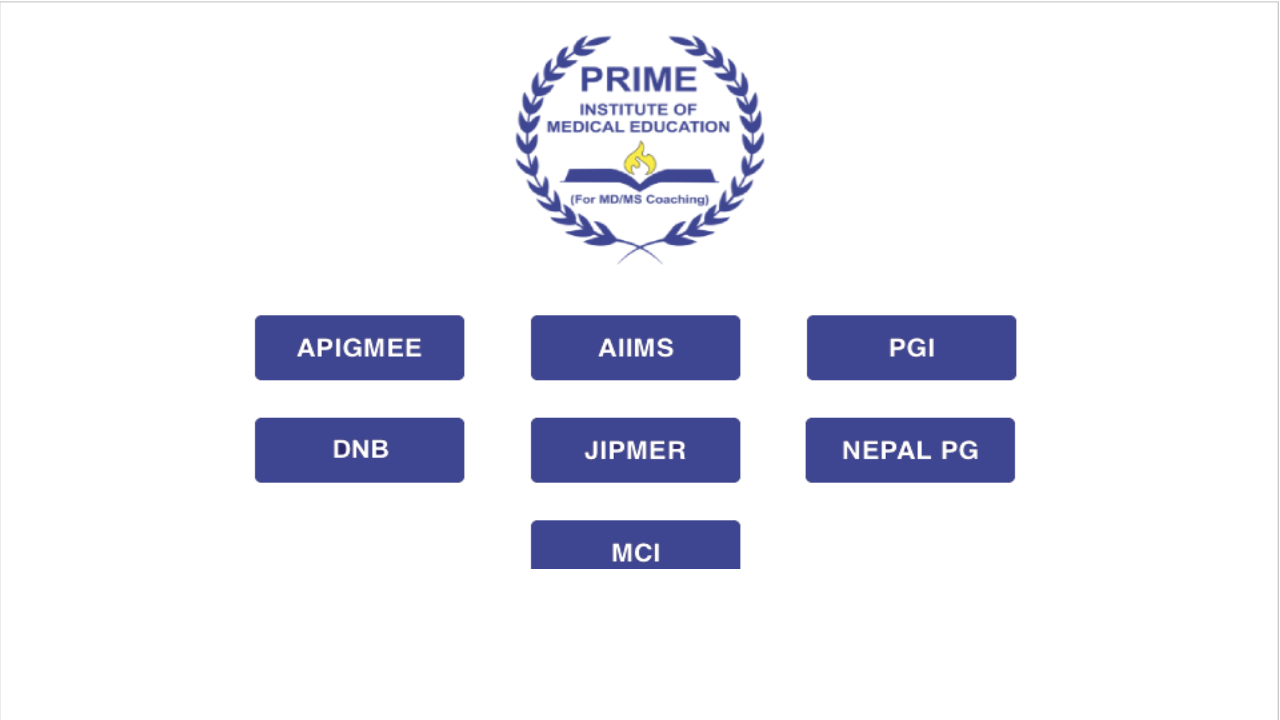 PRIME
INSTITUTE OF
MEDICAL EDUCATION
(For MD/MS Coaching)
APIGMEE
AIIMS
PGI
DNB
JIPMER
NEPAL PG
MCI